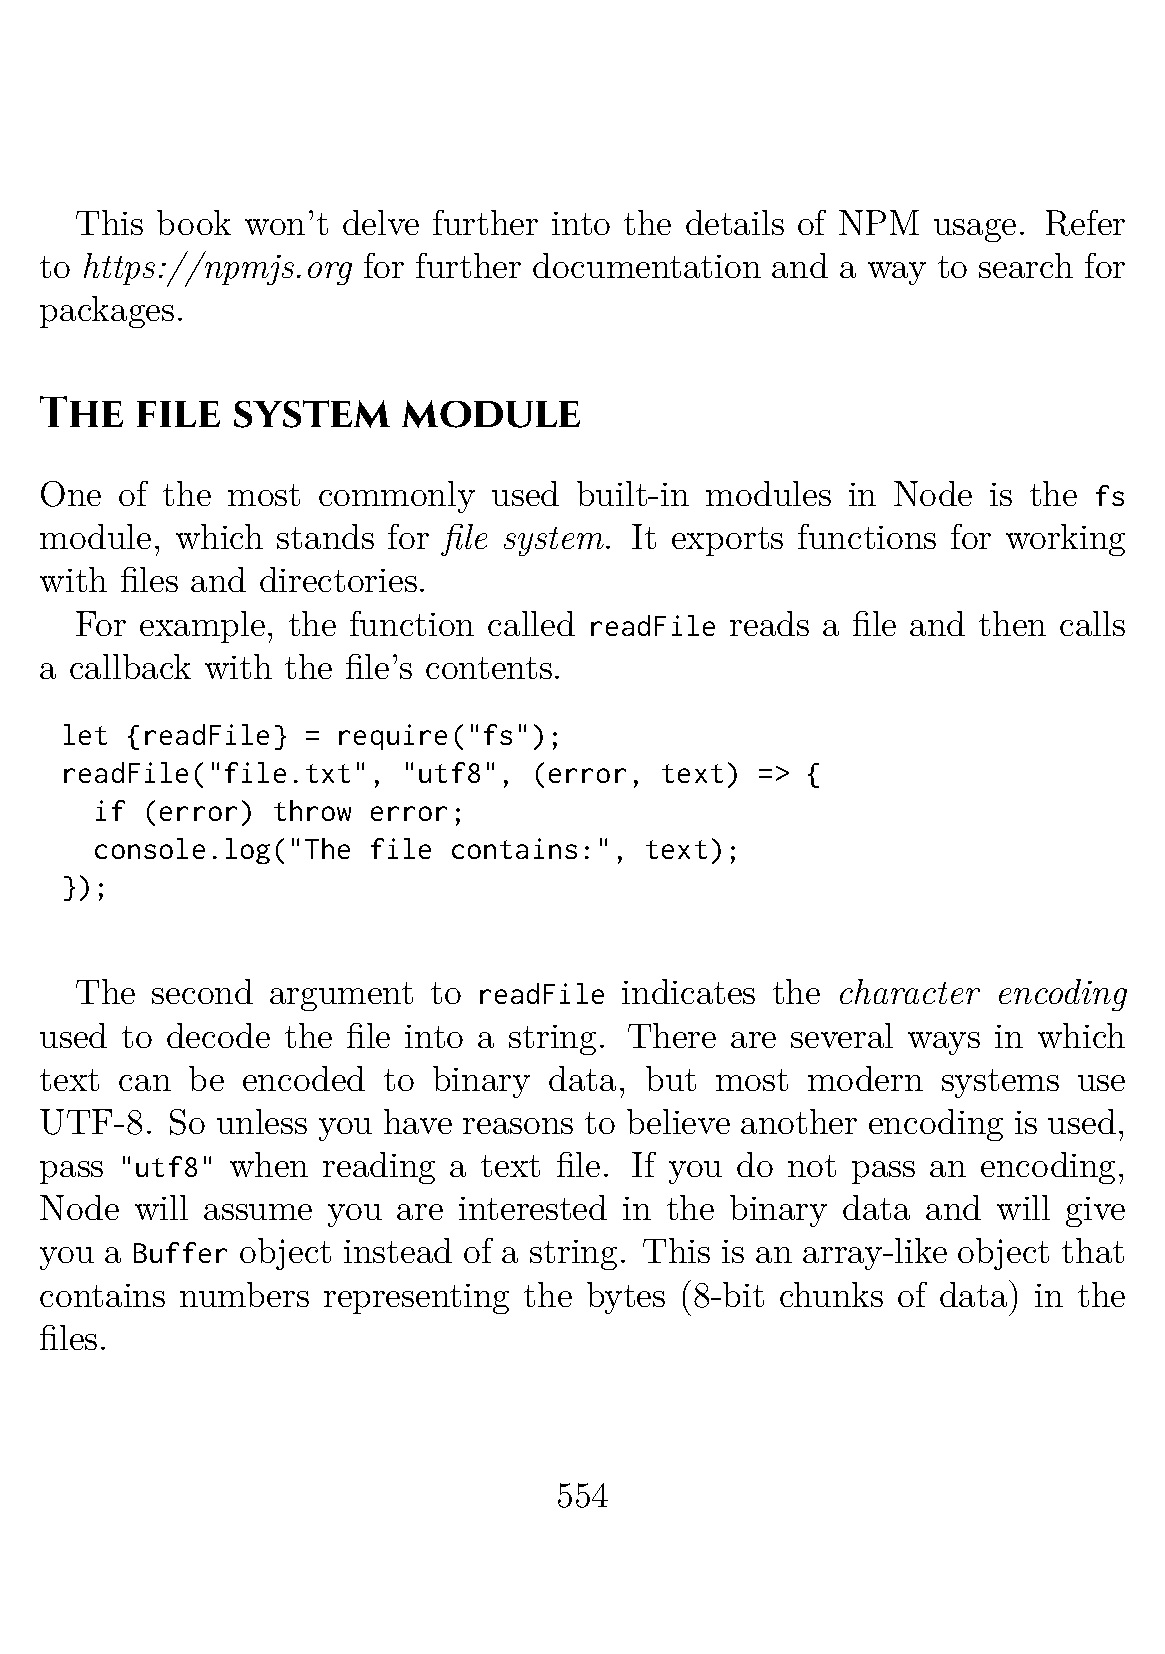 This book won't delve further into the details of NPM usage. Refer
to https://npmjs.org for further documentation and a way to search for
packages.
The file system module
One of the most commonly used built-in modules in Node is the fs
module, which stands for file system. It exports functions for working
with files and directories.
For example, the function called readFile reads a file and then calls
a callback with the file's contents.
let {readFile} = require("fs");
readFile("file.txt", "utf8", (error, text) => {
  if (error) throw error;
  console.log("The file contains:", text);
});
The second argument to readFile indicates the character encoding
used to decode the file into a string. There are several ways in which
text can be encoded to binary data, but most modern systems use
UTF-8. So unless you have reasons to believe another encoding is used,
pass "utf8" when reading a text file. If you do not pass an encoding,
Node will assume you are interested in the binary data and will give
you a Buffer object instead of a string. This is an array-like object that
contains numbers representing the bytes (8-bit chunks of data) in the
files.
554